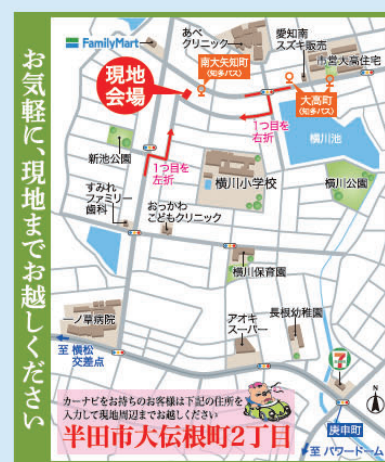 お気軽に、現地までお越しください
FamilyMart
あべ
クリニック
愛知南
スズキ販売
市営大高住宅
南大矢知町
(知多バス)
現地
会場
大高町
(知多バス)
1つ目を
右折
横川池
新池公園
1つ目を
左折
横川小学校
横川公園
すみれ
ファミリー
歯科
おっかわ
こどもクリニック
横川保育園
一ノ草病院
アオキ
スーパー
長根幼稚園
至 横松
交差点
7
N
カーナビをお持ちのお客様は下記の住所を
入力して現地周辺までお越しください
半田市大伝根町2丁目
庚申町
至 パワードーム